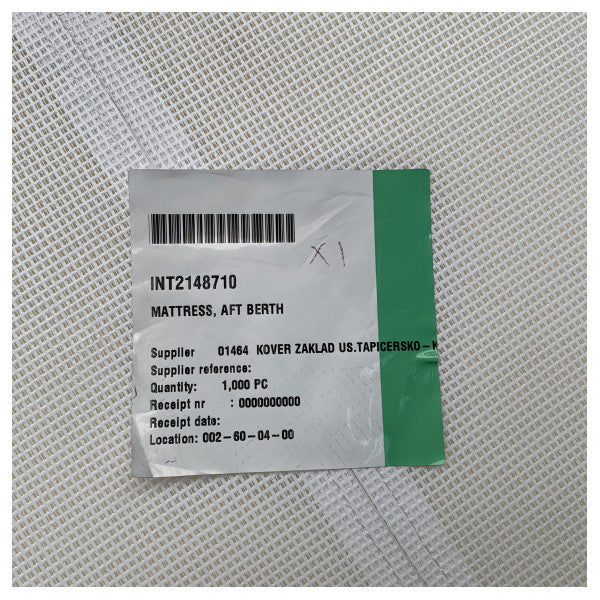 X1
INT2148710
MATTRESS, AFT BERTH
Supplier 01464 KOVER ZAKLAD US.TAPICERSKO-K
Supplier reference:
Quantity: 1,000 PC
Receipt nr : 0000000000
Receipt date:
Location: 002-60-04-00